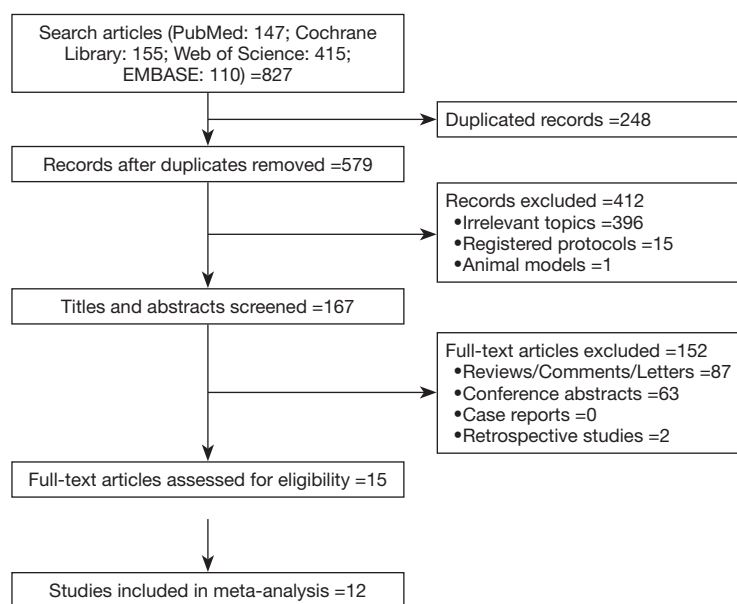 Search articles (PubMed: 147; Cochrane
Library: 155; Web of Science: 415;
EMBASE: 110) =827
Duplicated records =248
Records after duplicates removed =579
Records excluded =412
•Irrelevant topics =396
•Registered protocols =15
•Animal models =1
Titles and abstracts screened =167
Full-text articles excluded =152
•Reviews/Comments/Letters =87
•Conference abstracts =63
•Case reports =0
•Retrospective studies =2
Full-text articles assessed for eligibility =15
Studies included in meta-analysis =12